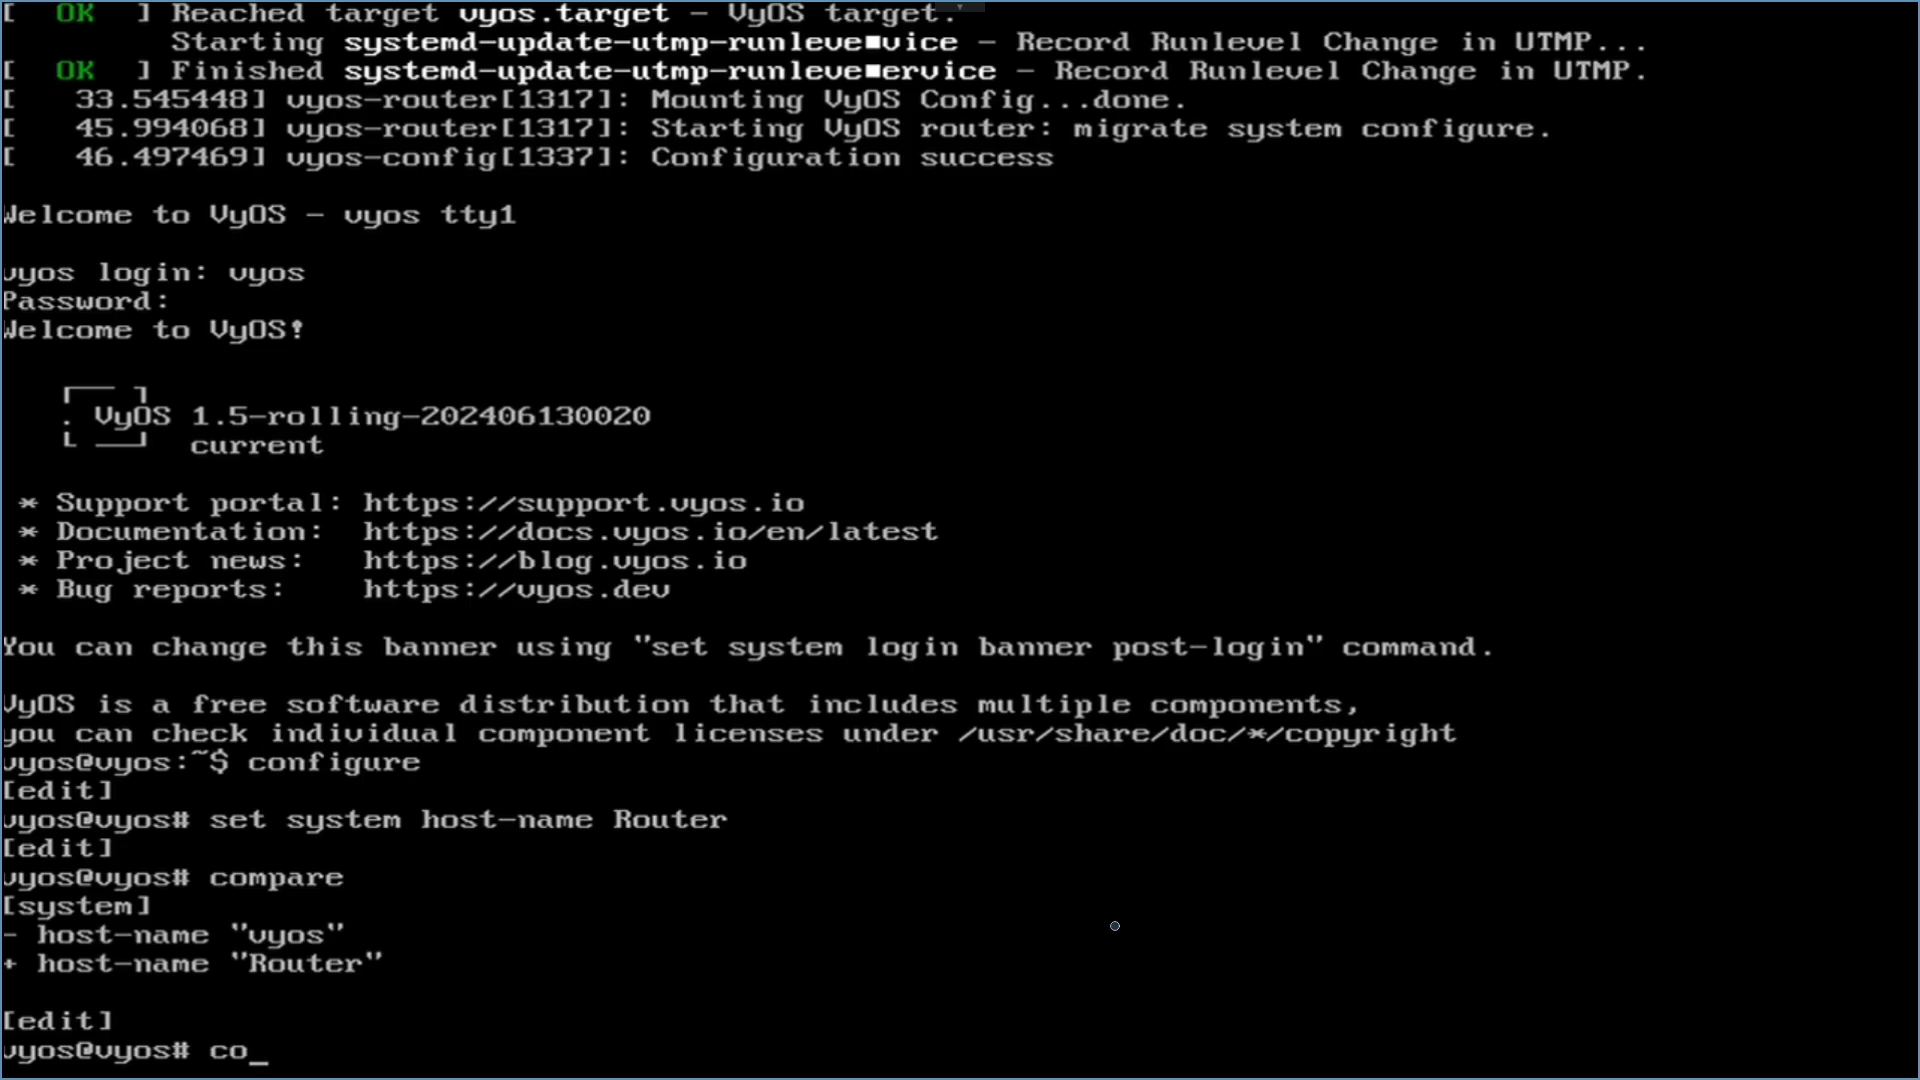 [   OK   ] Reached target vyos.target - VyOS target.
         Starting systemd-update-utmp-runleve■vice - Record Runlevel Change in UTMP...
[   OK   ] Finished systemd-update-utmp-runleve■ervice - Record Runlevel Change in UTMP.
[   33.545448] vyos-router[1317]: Mounting VyOS Config...done.
[   45.994068] vyos-router[1317]: Starting VyOS router: migrate system configure.
[   46.497469] vyos-config[1337]: Configuration success
Welcome to VyOS - vyos tty1
vyos login: vyos
Password:
Welcome to VyOS!
. VyOS 1.5-rolling-202406130020
current
* Support portal: https://support.vyos.io
* Documentation:  https://docs.vyos.io/en/latest
* Project news:   https://blog.vyos.io
* Bug reports:    https://vyos.dev
You can change this banner using "set system login banner post-login" command.
VyOS is a free software distribution that includes multiple components,
you can check individual component licenses under /usr/share/doc/*/copyright
vyos@vyos:~$ configure
[edit]
vyos@vyos# set system host-name Router
[edit]
vyos@vyos# compare
[system]
- host-name "vyos"
+ host-name "Router"
[edit]
vyos@vyos# co_